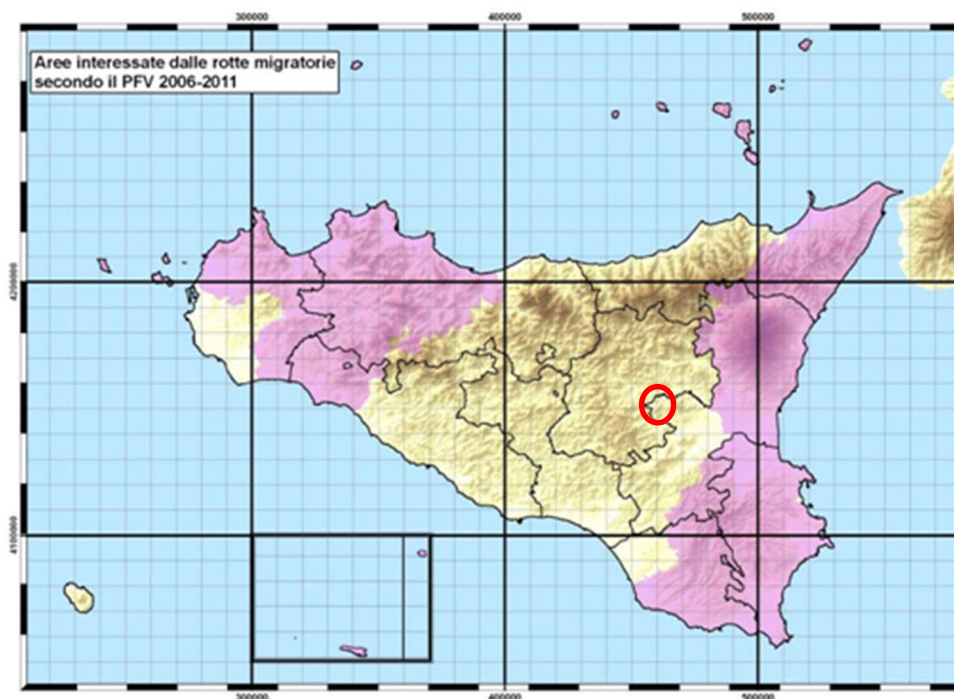 300000 400000 500000
Aree interessate dalle rotte migratorie
secondo il PFV 2006-2011
4200000
4100000
300000 400000 500000